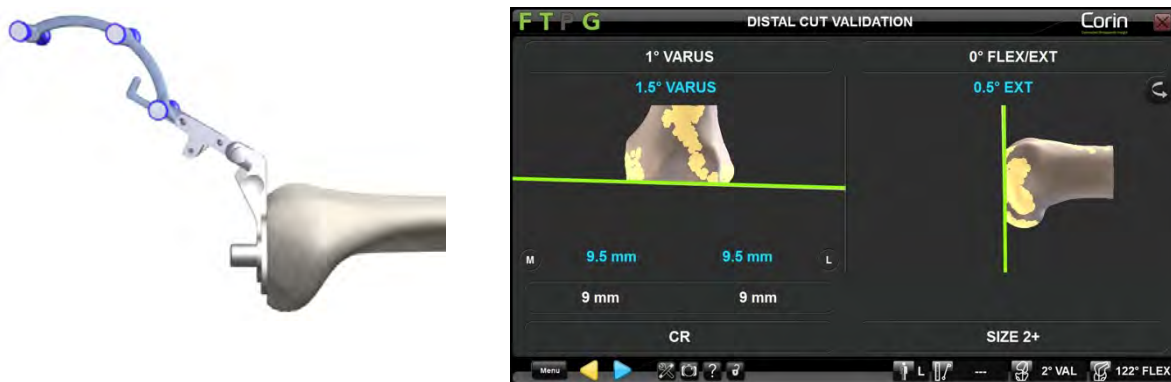 F T P G
DISTAL CUT VALIDATION
Corin
1° VARUS
0° FLEX/EXT
1.5° VARUS
0.5° EXT
M
9.5 mm
9.5 mm
L
9 mm
9 mm
CR
SIZE 2+
Menu
?
L
---
2° VAL
122° FLEX